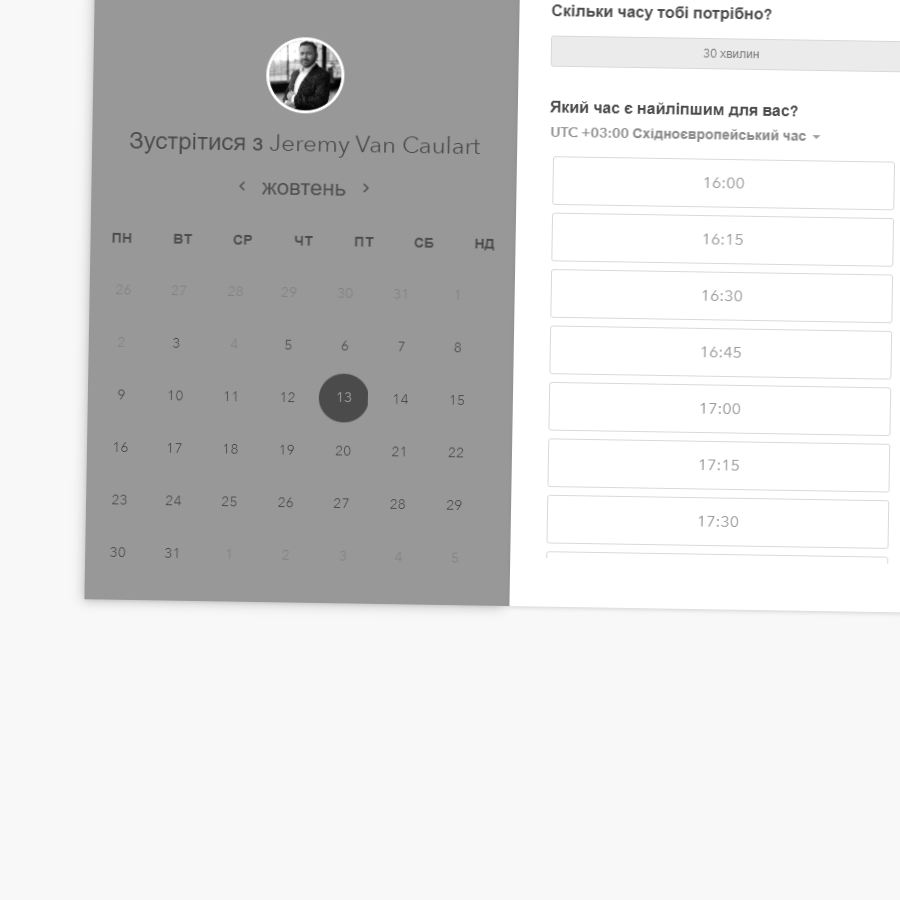 Зустрітися з Jeremy Van Caulart
жовтень
ПН ВТ СР ЧТ ПТ СБ НД
26 27 28 29 30 31 1
2 3 4 5 6 7 8
9 10 11 12 13 14 15
16 17 18 19 20 21 22
23 24 25 26 27 28 29
30 31 1 2 3 4 5
Скільки часу тобі потрібно?
30 хвилин
Який час є найліпшим для вас?
UTC +03:00 Східноєвропейський час
16:00
16:15
16:30
16:45
17:00
17:15
17:30